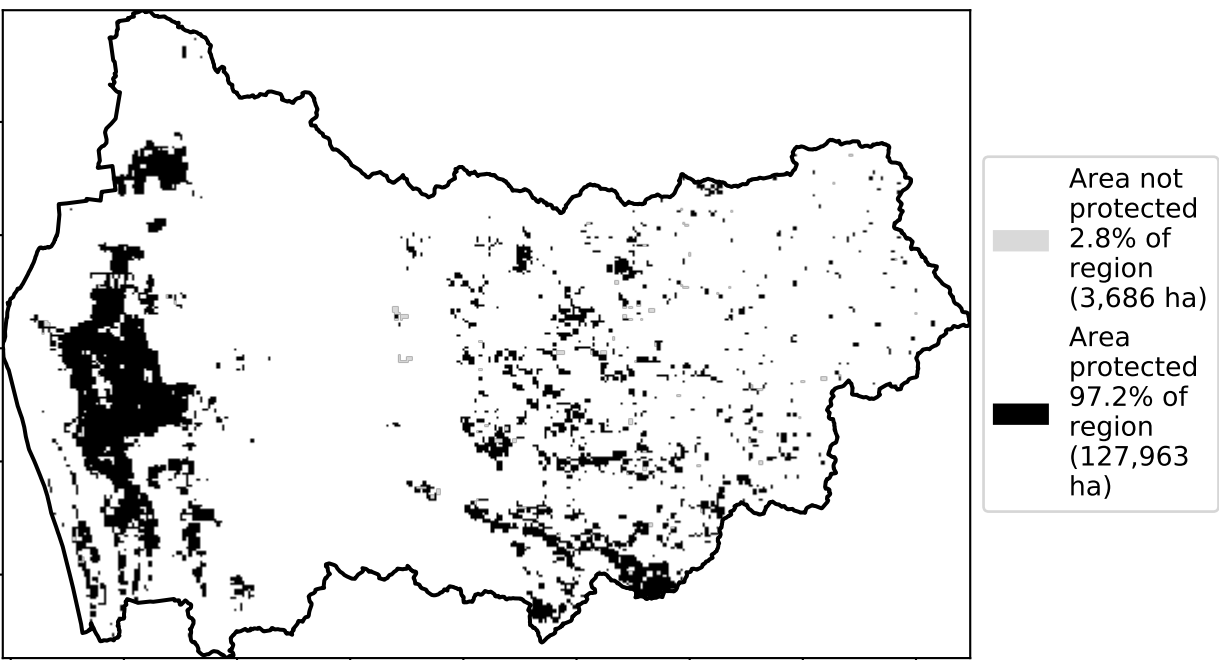 Area not
protected
2.8% of
region
(3,686 ha)
Area
protected
97.2% of
region
(127,963
ha)